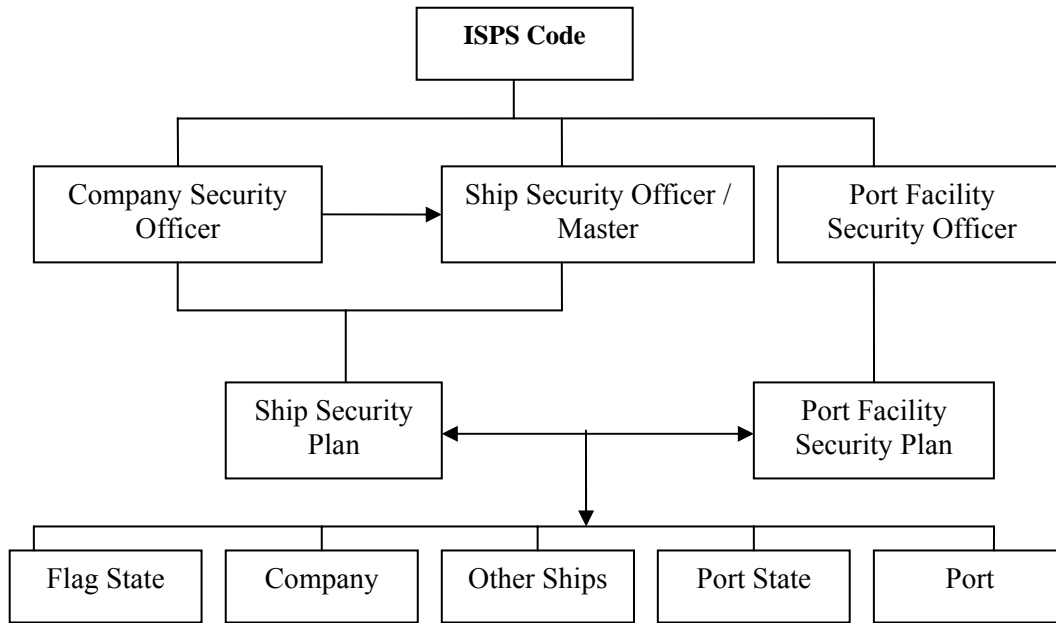 ISPS Code
Company Security
Officer
Ship Security Officer /
Master
Port Facility
Security Officer
Ship Security
Plan
Port Facility
Security Plan
Flag State
Company
Other Ships
Port State
Port